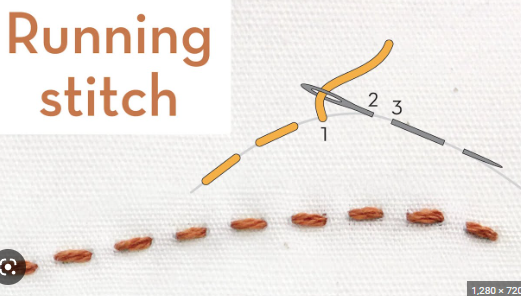 Running
stitch
2
3
1
1,280 × 720